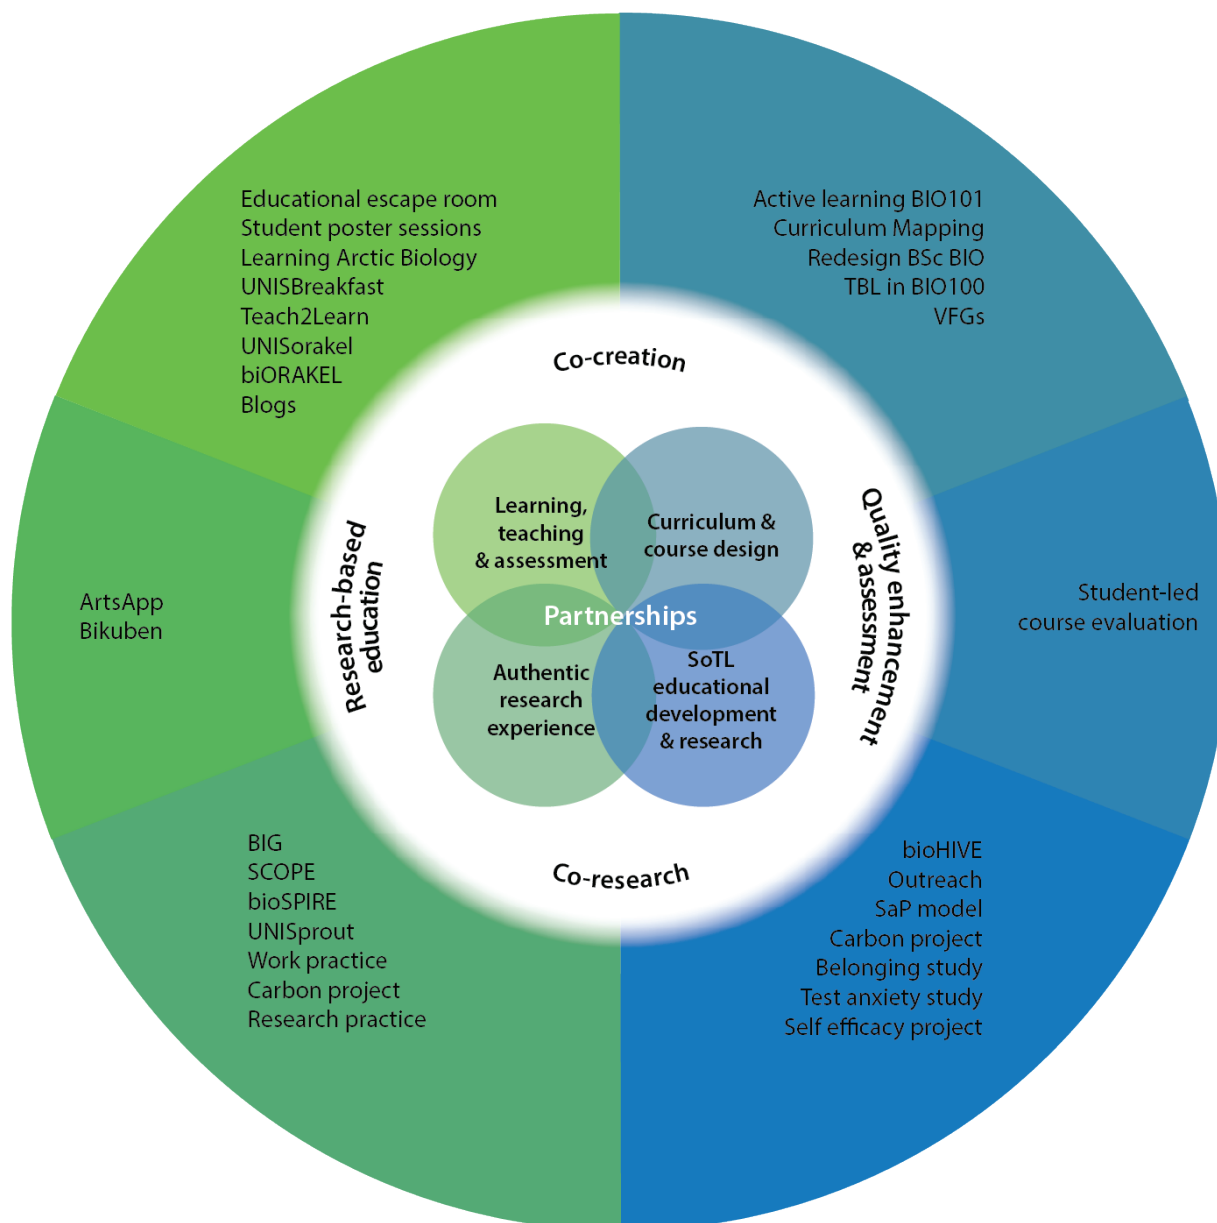 Educational escape room
Student poster sessions
Learning Arctic Biology
UNISBreakfast
Teach2Learn
UNISorakel
biORAKEL
Blogs
Active learning BIO101
Curriculum Mapping
Redesign BSc BIO
TBL in BIO100
VFGs
Co-creation
Research-based
education
Quality enhancement
& assessment
Learning,
teaching
& assessment
Curriculum &
course design
Partnerships
Authentic
research
experience
SoTL
educational
development
& research
ArtsApp
Bikuben
Student-led
course evaluation
Co-research
BIG
SCOPE
bioSPIRE
UNISprout
Work practice
Carbon project
Research practice
bioHIVE
Outreach
SaP model
Carbon project
Belonging study
Test anxiety study
Self efficacy project